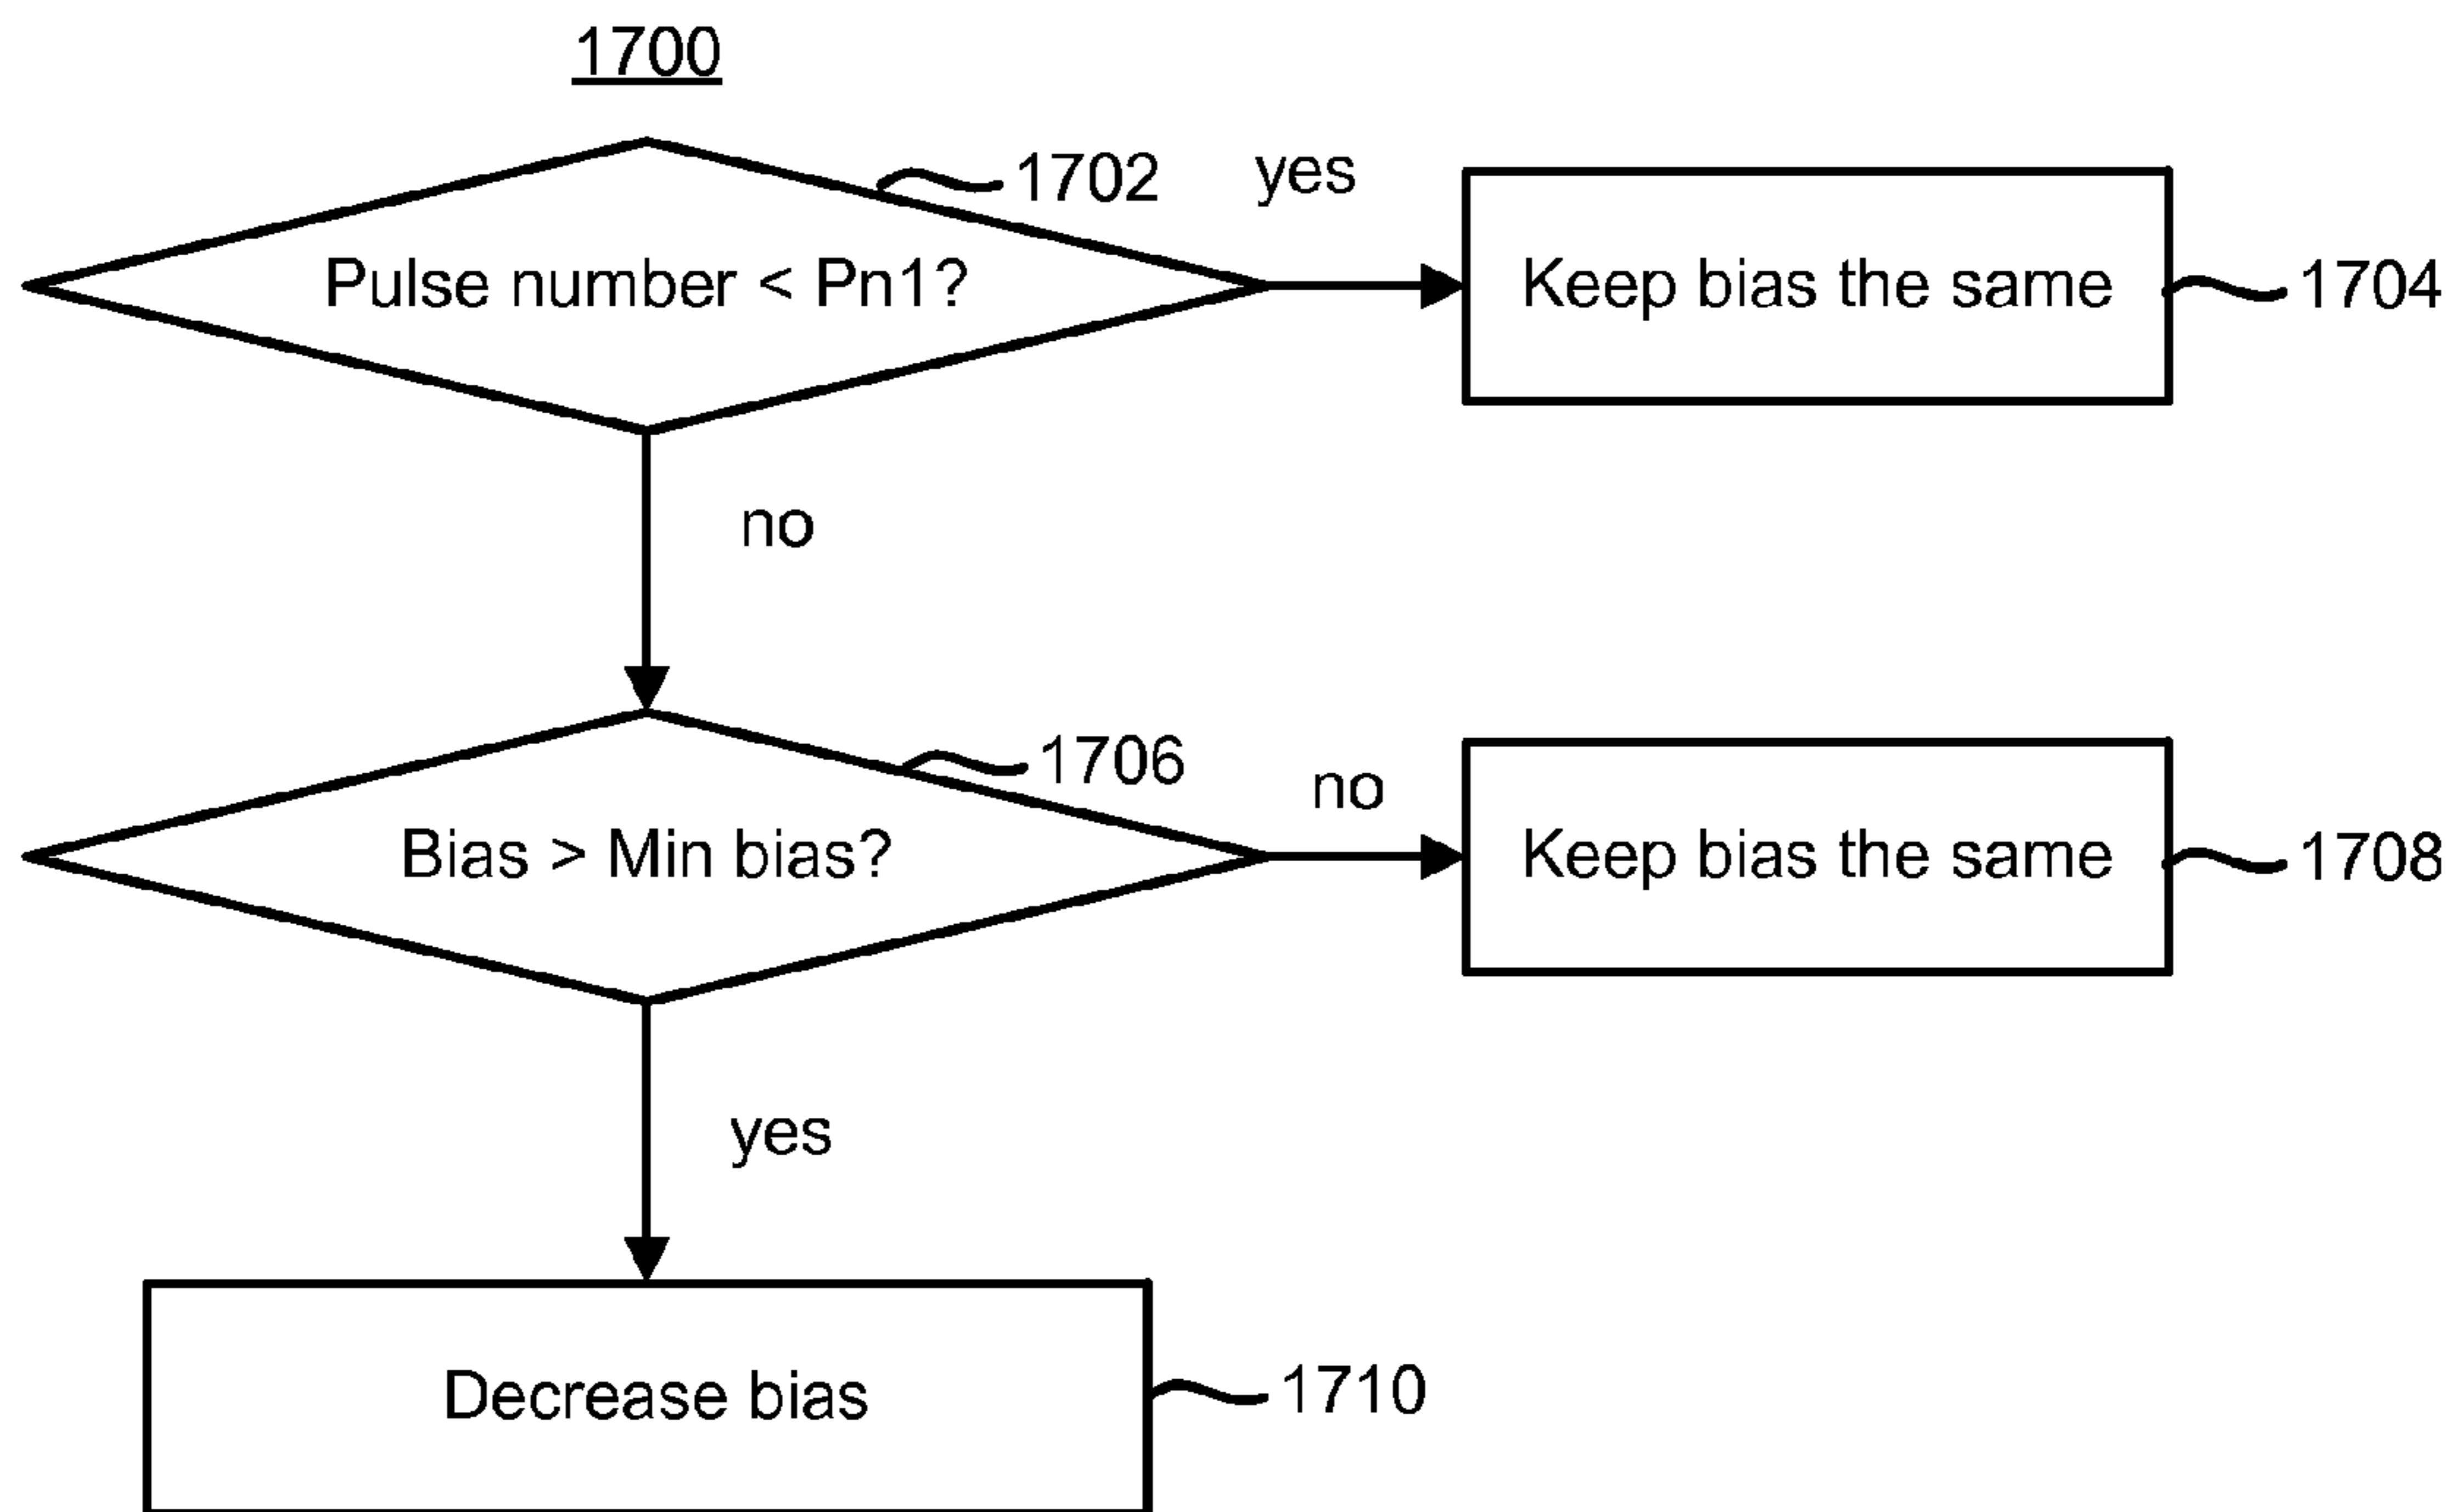 1700
1702
yes
Pulse number < Pn1?
Keep bias the same
1704
no
1706
no
Bias > Min bias?
Keep bias the same
1708
yes
Decrease bias
1710